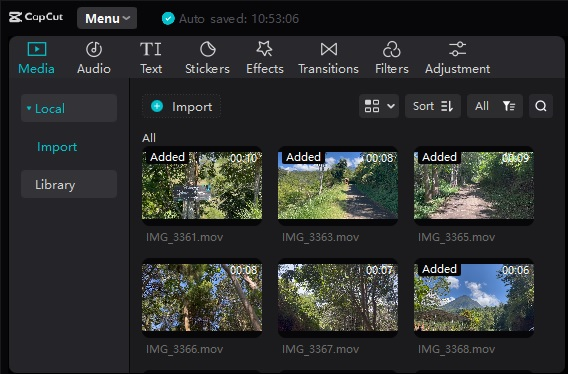 CapCut Menu Auto saved: 10:53:06
Media Audio Text Stickers Effects Transitions Filters Adjustment
TI
Local
Import
Library
Import Sort All
All
Added 00:10 Added 00:08 Added 00:09
IMG_3361.mov IMG_3363.mov IMG_3365.mov
00:08 00:07 Added 00:06
IMG_3366.mov IMG_3367.mov IMG_3368.mov